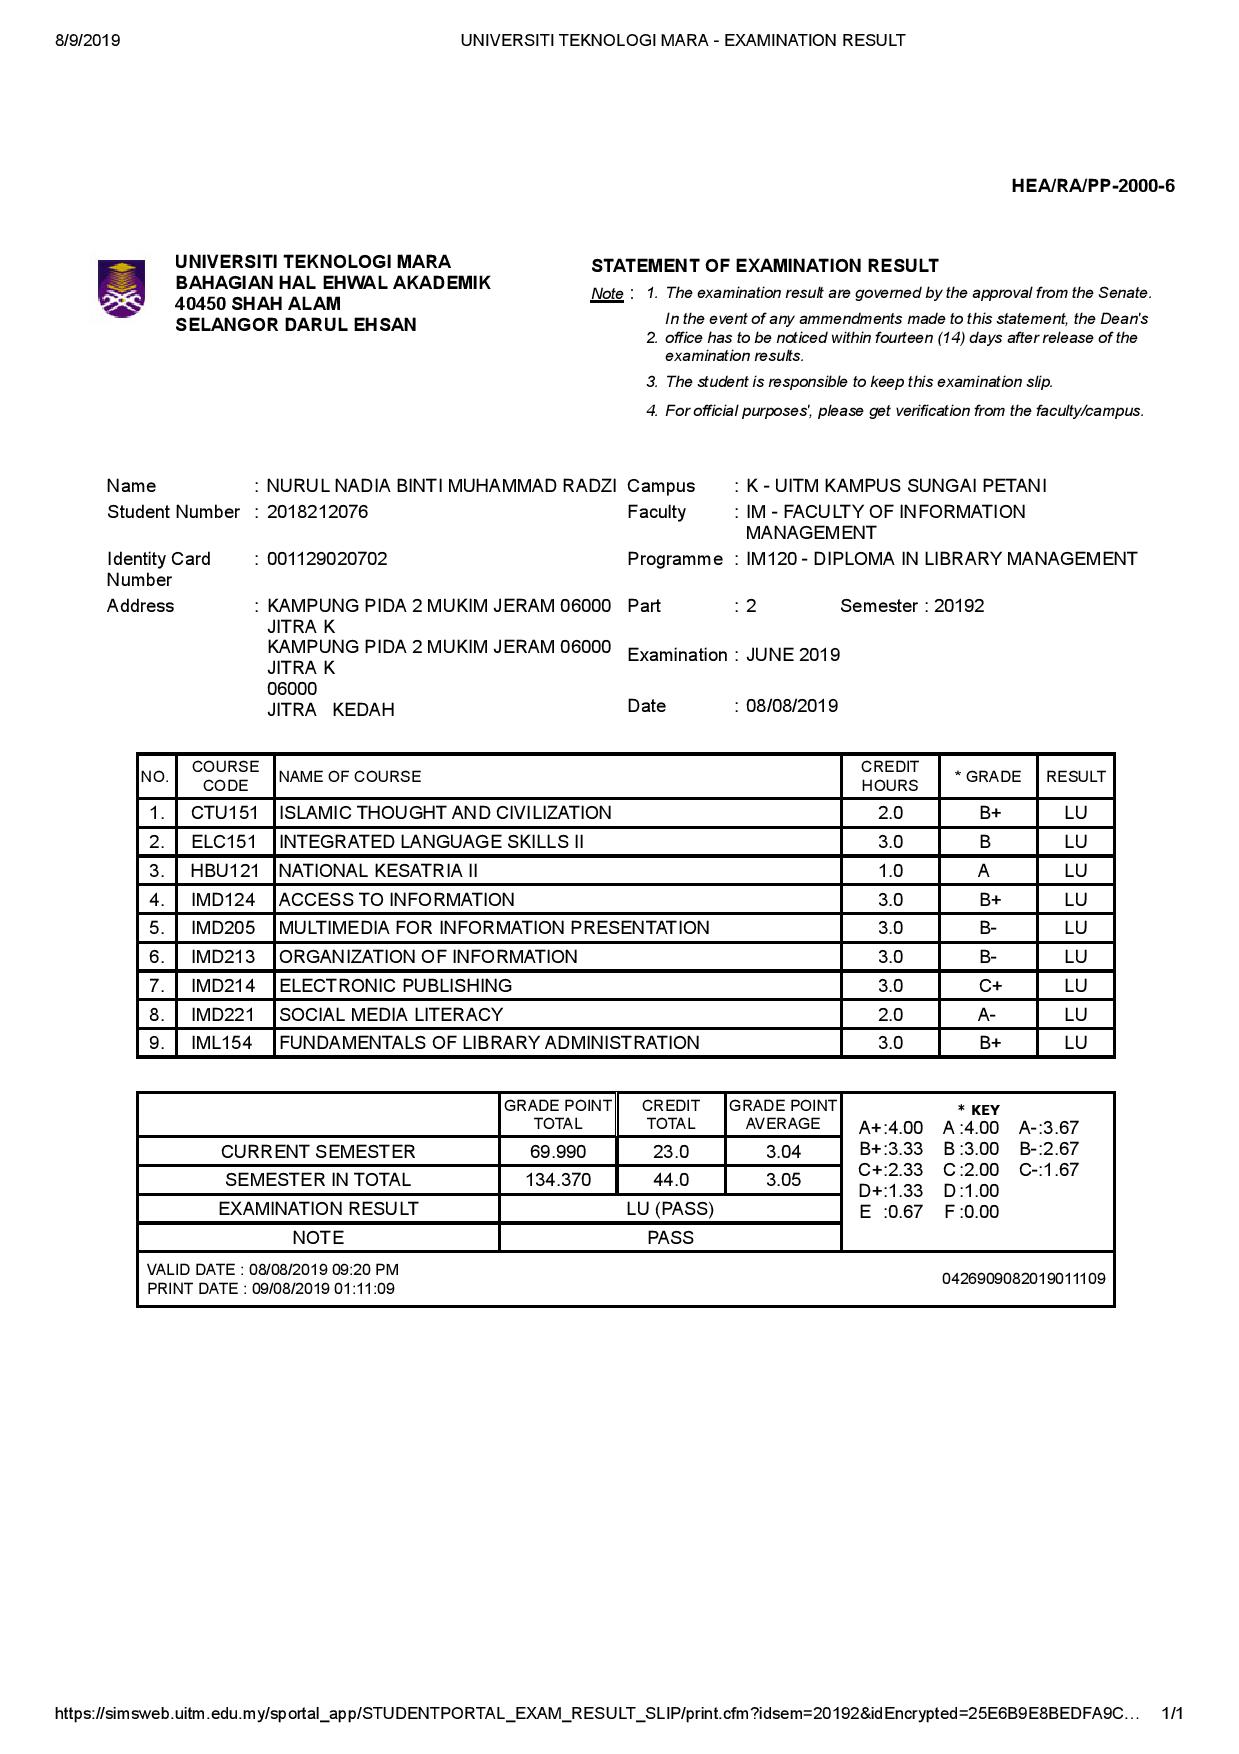 8/9/2019 UNIVERSITI TEKNOLOGI MARA - EXAMINATION RESULT
HEA/RA/PP-2000-6
UNIVERSITI TEKNOLOGI MARA
BAHAGIAN HAL EHWAL AKADEMIK
40450 SHAH ALAM
SELANGOR DARUL EHSAN
STATEMENT OF EXAMINATION RESULT
Note : 1. The examination result are governed by the approval from the Senate.
2. In the event of any ammendments made to this statement, the Dean's
office has to be noticed within fourteen (14) days after release of the
examination results.
3. The student is responsible to keep this examination slip.
4. For official purposes', please get verification from the faculty/campus.
Name : NURUL NADIA BINTI MUHAMMAD RADZI
Student Number : 2018212076
Identity Card
Number : 001129020702
Address : KAMPUNG PIDA 2 MUKIM JERAM 06000
JITRA K
KAMPUNG PIDA 2 MUKIM JERAM 06000
JITRA K
06000
JITRA KEDAH
Campus : K - UITM KAMPUS SUNGAI PETANI
Faculty : IM - FACULTY OF INFORMATION
MANAGEMENT
Programme : IM120 - DIPLOMA IN LIBRARY MANAGEMENT
Part : 2 Semester : 20192
Examination : JUNE 2019
Date : 08/08/2019
NO. COURSE CODE NAME OF COURSE CREDIT HOURS * GRADE RESULT
1. CTU151 ISLAMIC THOUGHT AND CIVILIZATION 2.0 B+ LU
2. ELC151 INTEGRATED LANGUAGE SKILLS II 3.0 B LU
3. HBU121 NATIONAL KESATRIA II 1.0 A LU
4. IMD124 ACCESS TO INFORMATION 3.0 B+ LU
5. IMD205 MULTIMEDIA FOR INFORMATION PRESENTATION 3.0 B- LU
6. IMD213 ORGANIZATION OF INFORMATION 3.0 B- LU
7. IMD214 ELECTRONIC PUBLISHING 3.0 C+ LU
8. IMD221 SOCIAL MEDIA LITERACY 2.0 A- LU
9. IML154 FUNDAMENTALS OF LIBRARY ADMINISTRATION 3.0 B+ LU
GRADE POINT TOTAL CREDIT TOTAL GRADE POINT AVERAGE
CURRENT SEMESTER 69.990 23.0 3.04
SEMESTER IN TOTAL 134.370 44.0 3.05
EXAMINATION RESULT LU (PASS)
NOTE PASS
* KEY
A+:4.00 A :4.00 A-:3.67
B+:3.33 B :3.00 B-:2.67
C+:2.33 C :2.00 C-:1.67
D+:1.33 D :1.00
E :0.67 F :0.00
VALID DATE : 08/08/2019 09:20 PM
PRINT DATE : 09/08/2019 01:11:09
0426909082019011109
https://simsweb.uitm.edu.my/sportal_app/STUDENTPORTAL_EXAM_RESULT_SLIP/print.cfm?idsem=20192&idEncrypted=25E6B9E8BEDFA9C… 1/1